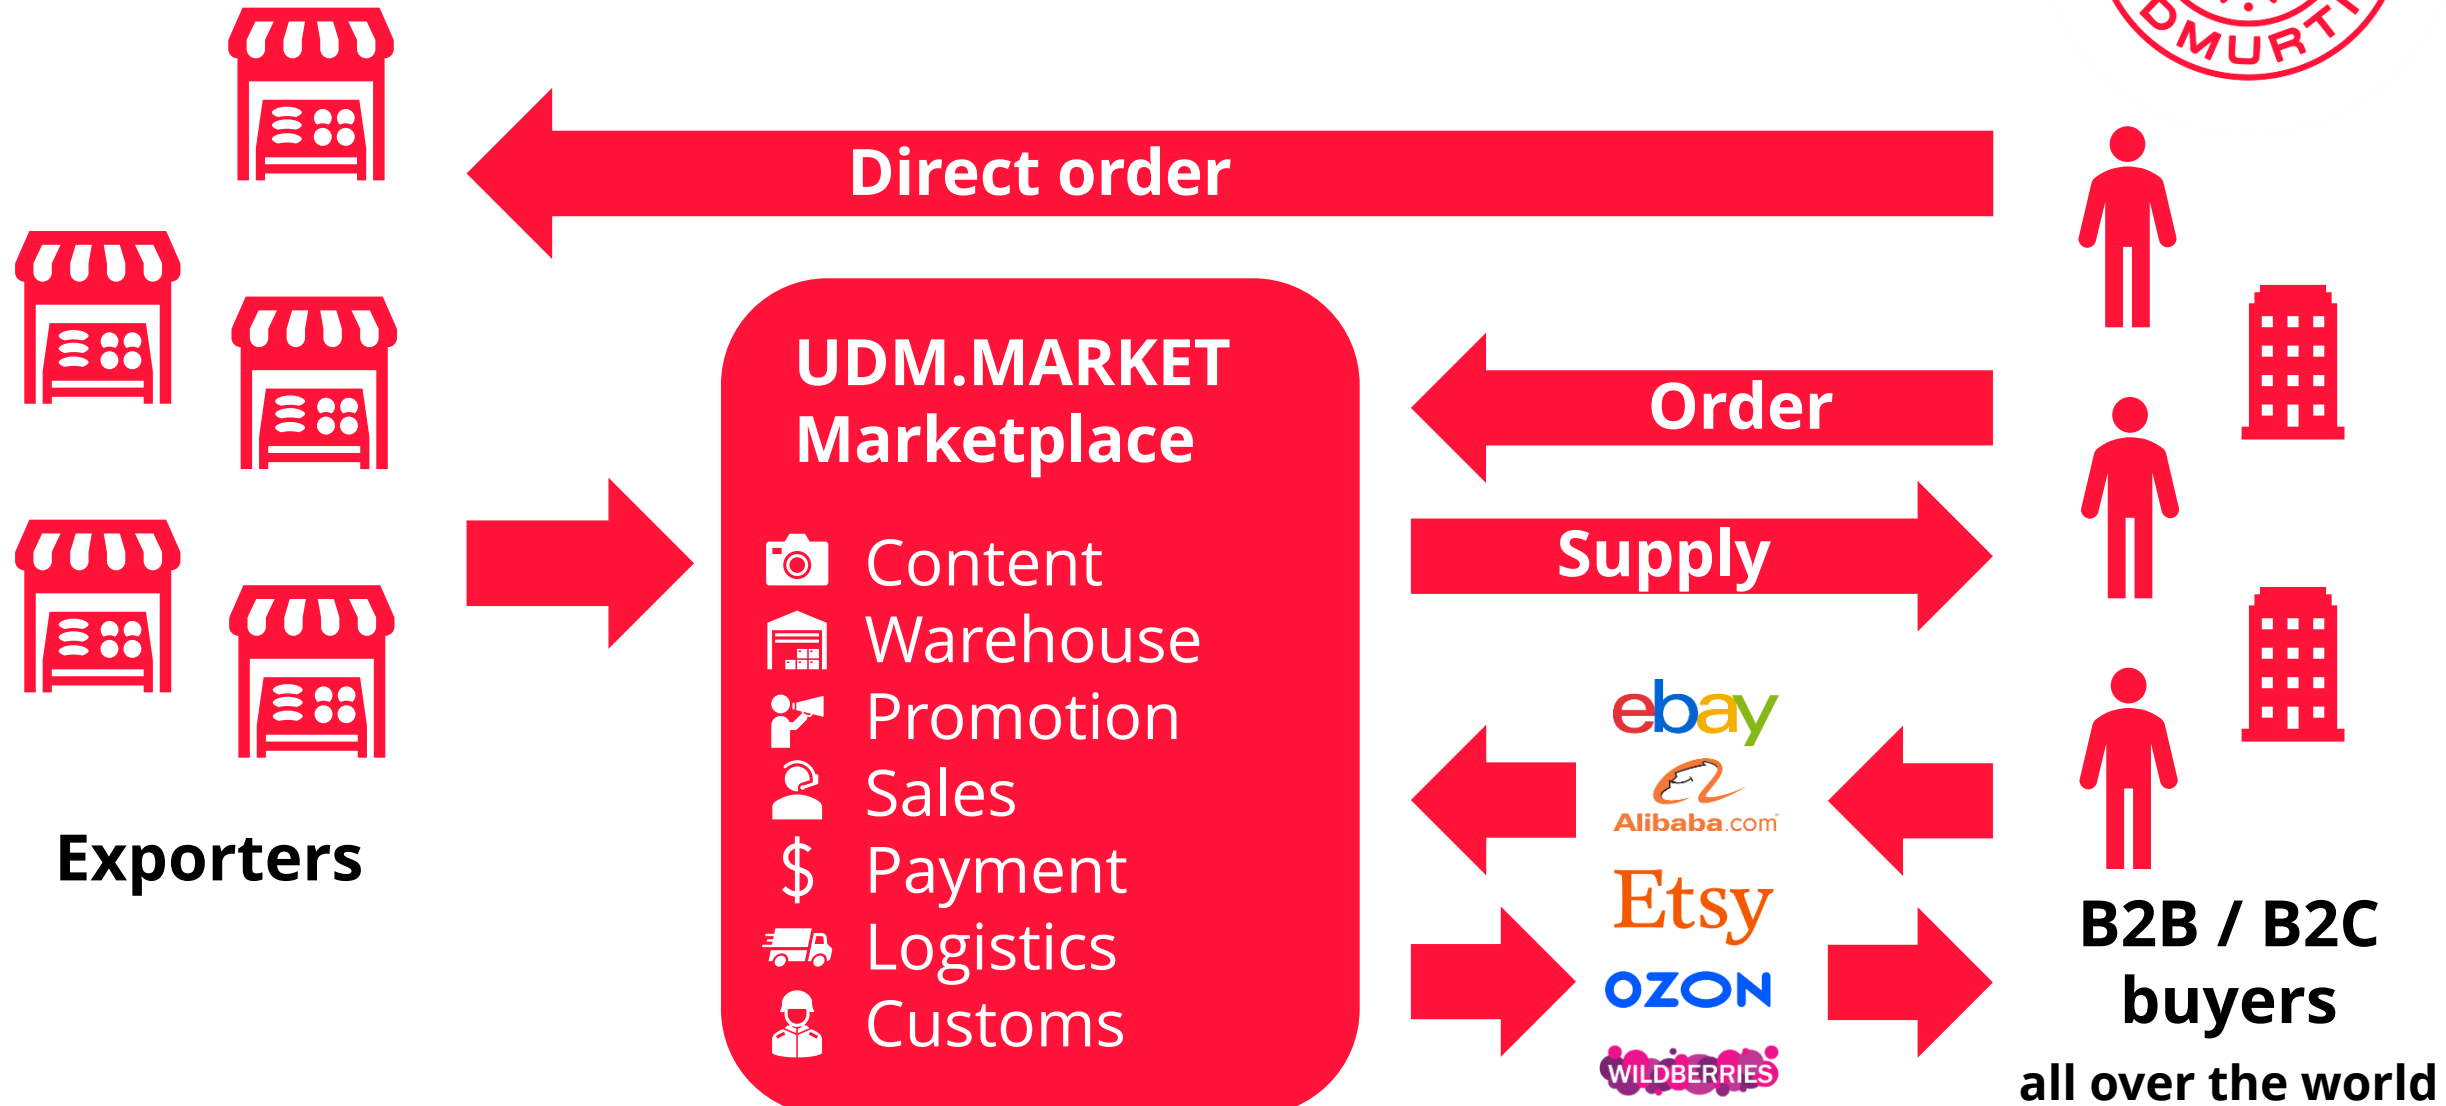 DMURTI
Direct order
UDM.MARKET
Marketplace
Content
Warehouse
Promotion
Sales
Payment
Logistics
Customs
Exporters
Order
Supply
ebay
Alibaba.com
Etsy
OZON
WILDBERRIES
B2B / B2C
buyers
all over the world